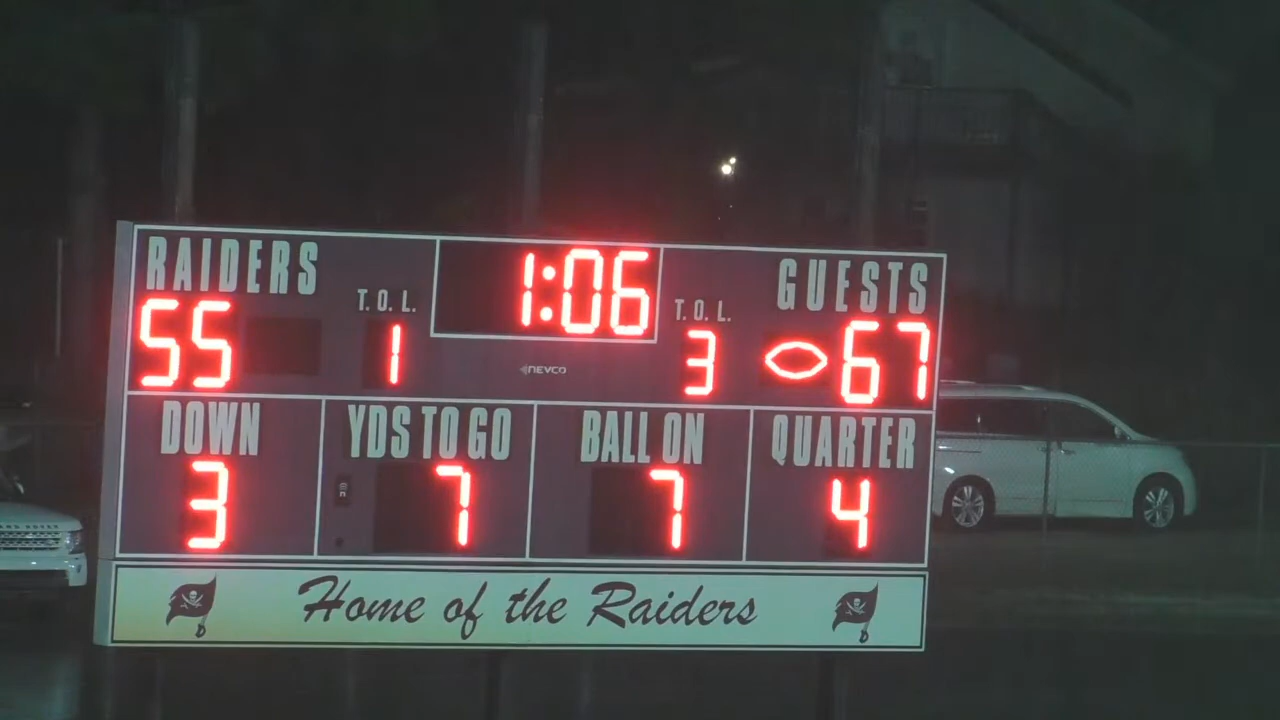 RAIDERS
1:06
GUESTS
T. O. L.
T. O. L.
55
1
3
67
NEVCO
DOWN
YDS TO GO
BALL ON
QUARTER
3
7
7
4
Home of the Raiders